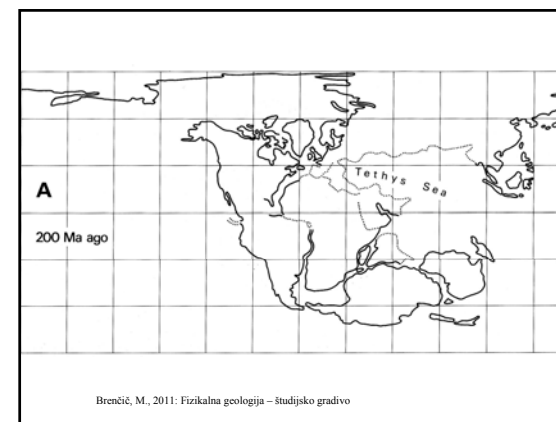 Tethys Sea
A
200 Ma ago
Brenčič, M., 2011: Fizikalna geologija – študijsko gradivo